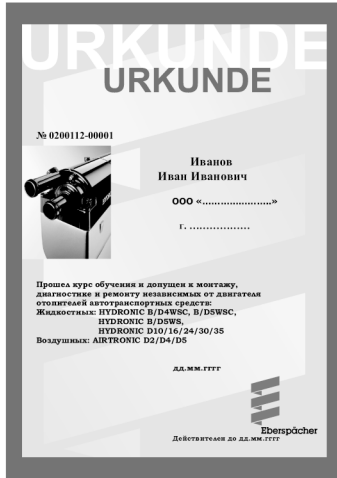 URKUNDE
URKUNDE
№ 0200112-00001
Иванов
Иван Иванович
ООО «........................»
г. ..................
Прошел курс обучения и допущен к монтажу,
диагностике и ремонту независимых от двигателя
отопителей автотранспортных средств:
Жидкостных: HYDRONIC B/D4WSC, B/D5WSC,
HYDRONIC B/D5WS,
HYDRONIC D10/16/24/30/35
Воздушных: AIRTRONIC D2/D4/D5
дд.мм.гггг
Eberspächer
Действителен до дд.мм.гггг